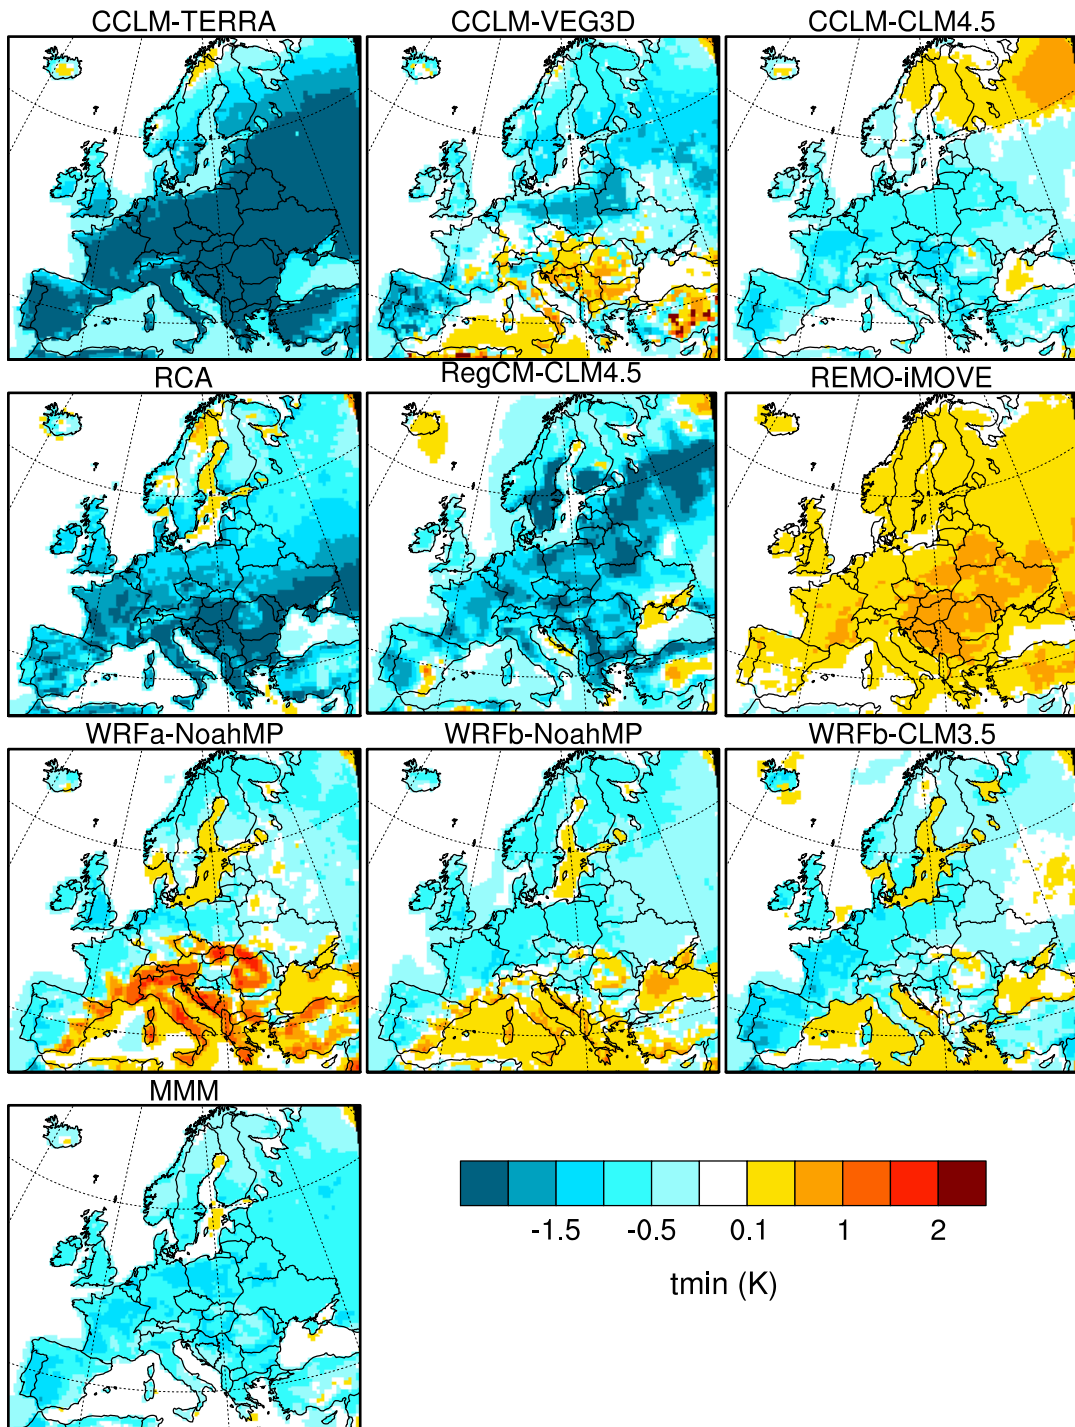 CCLM-TERRA CCLM-VEG3D CCLM-CLM4.5
RCA RegCM-CLM4.5 REMO-iMOVE
WRFa-NoahMP WRFb-NoahMP WRFb-CLM3.5
MMM
-1.5 -0.5 0.1 1 2
tmin (K)